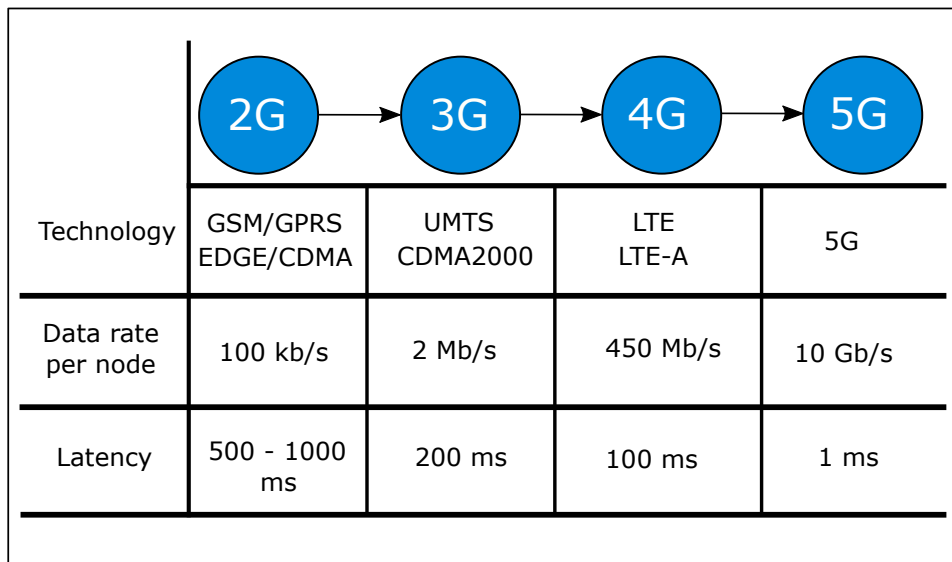 2G 3G 4G 5G
Technology
GSM/GPRS
EDGE/CDMA
UMTS
CDMA2000
LTE
LTE-A
5G
Data rate
per node
100 kb/s
2 Mb/s
450 Mb/s
10 Gb/s
Latency
500 - 1000
ms
200 ms
100 ms
1 ms